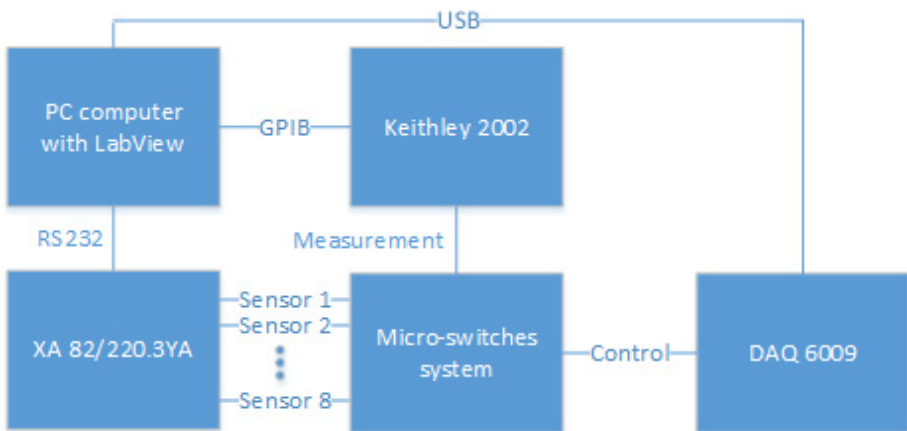 USB
PC computer
with LabView
GPIB
Keithley 2002
RS232
Measurement
XA 82/220.3YA
Sensor 1
Sensor 2
Sensor 8
Micro-switches
system
Control
DAQ 6009